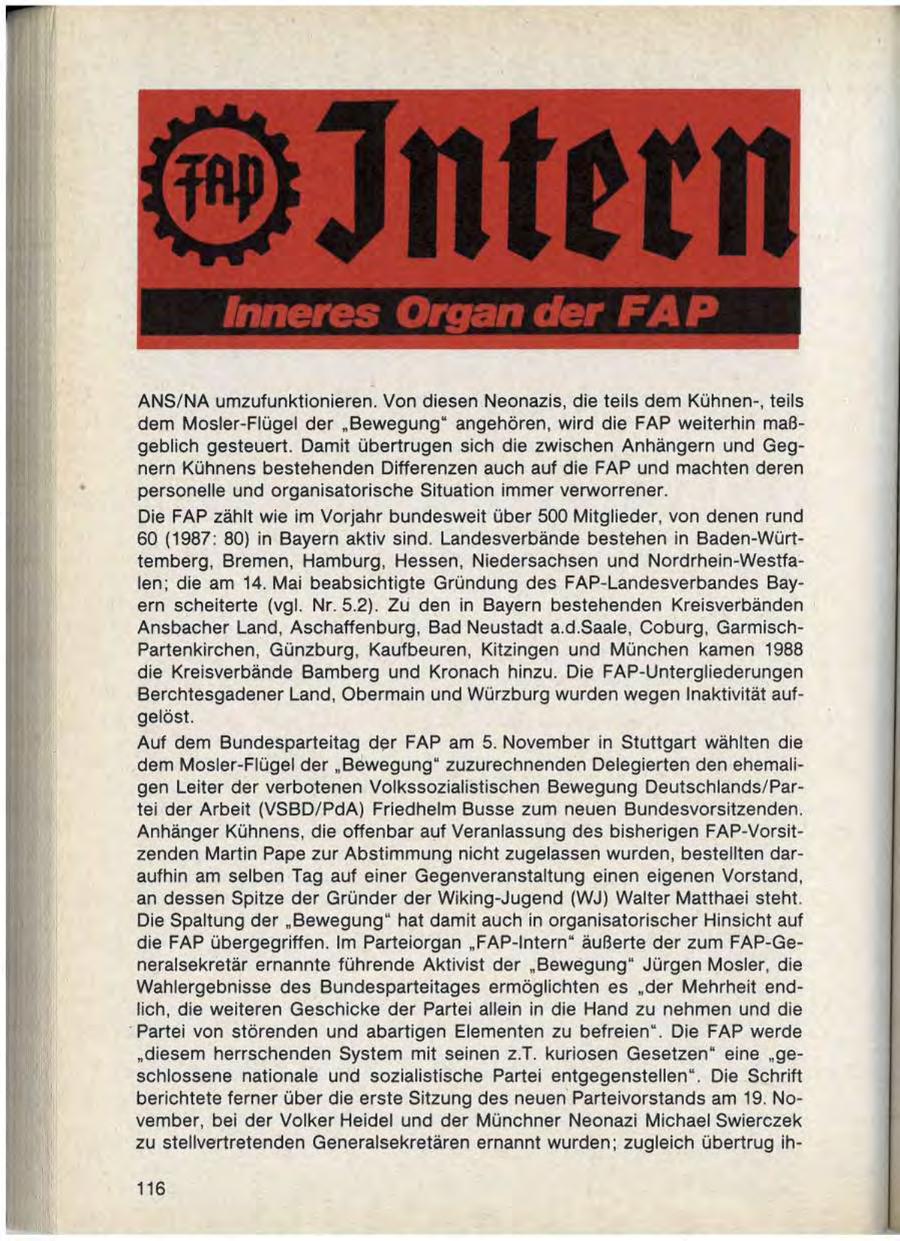 FAP Intern
Inneres Organ der FAP
ANS/NA umzufunktionieren. Von diesen Neonazis, die teils dem Kühnen-, teils
dem Mosler-Flügel der „Bewegung“ angehören, wird die FAP weiterhin maß-
geblich gesteuert. Damit übertrugen sich die zwischen Anhängern und Geg-
nern Kühnens bestehenden Differenzen auch auf die FAP und machten deren
personelle und organisatorische Situation immer verworrener.
Die FAP zählt wie im Vorjahr bundesweit über 500 Mitglieder, von denen rund
60 (1987: 80) in Bayern aktiv sind. Landesverbände bestehen in Baden-Würt-
temberg, Bremen, Hamburg, Hessen, Niedersachsen und Nordrhein-Westfa-
len; die am 14. Mai beabsichtigte Gründung des FAP-Landesverbandes Bay-
ern scheiterte (vgl. Nr. 5.2). Zu den in Bayern bestehenden Kreisverbänden
Ansbacher Land, Aschaffenburg, Bad Neustadt a.d.Saale, Coburg, Garmisch-
Partenkirchen, Günzburg, Kaufbeuren, Kitzingen und München kamen 1988
die Kreisverbände Bamberg und Kronach hinzu. Die FAP-Untergliederungen
Berchtesgadener Land, Obermain und Würzburg wurden wegen Inaktivität auf-
gelöst.
Auf dem Bundesparteitag der FAP am 5. November in Stuttgart wählten die
dem Mosler-Flügel der „Bewegung“ zuzurechnenden Delegierten den ehemali-
gen Leiter der verbotenen Volkssozialistischen Bewegung Deutschlands/Par-
tei der Arbeit (VSBD/PdA) Friedhelm Busse zum neuen Bundesvorsitzenden.
Anhänger Kühnens, die offenbar auf Veranlassung des bisherigen FAP-Vorsit-
zenden Martin Pape zur Abstimmung nicht zugelassen wurden, bestellten dar-
aufhin am selben Tag auf einer Gegenveranstaltung einen eigenen Vorstand,
an dessen Spitze der Gründer der Wiking-Jugend (WJ) Walter Matthaei steht.
Die Spaltung der „Bewegung“ hat damit auch in organisatorischer Hinsicht auf
die FAP übergegriffen. Im Parteiorgan „FAP-Intern“ äußerte der zum FAP-Ge-
neralsekretär ernannte führende Aktivist der „Bewegung“ Jürgen Mosler, die
Wahlergebnisse des Bundesparteitages ermöglichten es „der Mehrheit end-
lich, die weiteren Geschicke der Partei allein in die Hand zu nehmen und die
Partei von störenden und abartigen Elementen zu befreien“. Die FAP werde
„diesem herrschenden System mit seinen z.T. kuriosen Gesetzen“ eine „ge-
schlossene nationale und sozialistische Partei entgegenstellen“. Die Schrift
berichtete ferner über die erste Sitzung des neuen Parteivorstands am 19. No-
vember, bei der Volker Heidel und der Münchner Neonazi Michael Swierczek
zu stellvertretenden Generalsekretären ernannt wurden; zugleich übertrug ih-
116